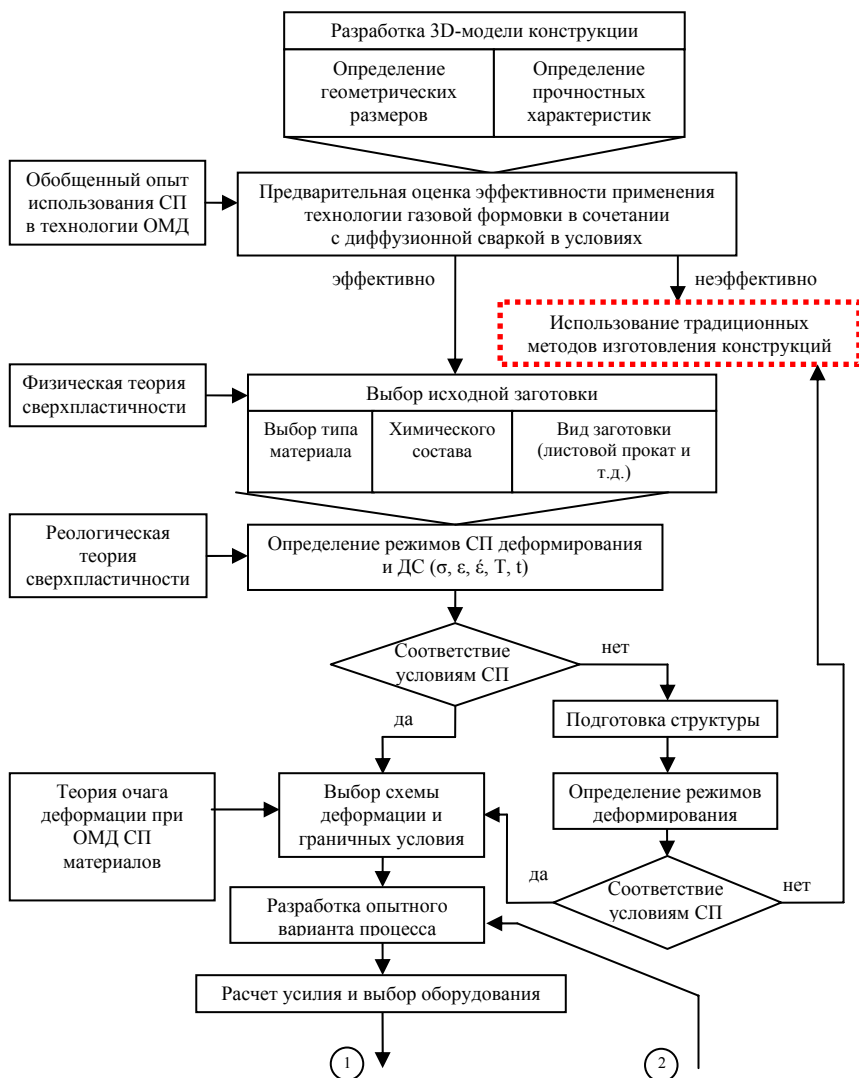 Разработка 3D-модели конструкции
Определение
геометрических
размеров
Определение
прочностных
характеристик
Обобщенный опыт
использования СП
в технологии ОМД
Предварительная оценка эффективности применения
технологии газовой формовки в сочетании
с диффузионной сваркой в условиях
эффективно
неэффективно
Использование традиционных
методов изготовления конструкций
Физическая теория
сверхпластичности
Выбор исходной заготовки
Выбор типа
материала
Химического
состава
Вид заготовки
(листовой прокат и
т.д.)
Реологическая
теория
сверхпластичности
Определение режимов СП деформирования
и ДС (σ, ε, έ, T, t)
Соответствие
условиям СП
нет
да
Подготовка структуры
Теория очага
деформации при
ОМД СП
материалов
Выбор схемы
деформации и
граничных условия
Определение режимов
деформирования
да
Соответствие
условиям СП
нет
Разработка опытного
варианта процесса
Расчет усилия и выбор оборудования
1
2